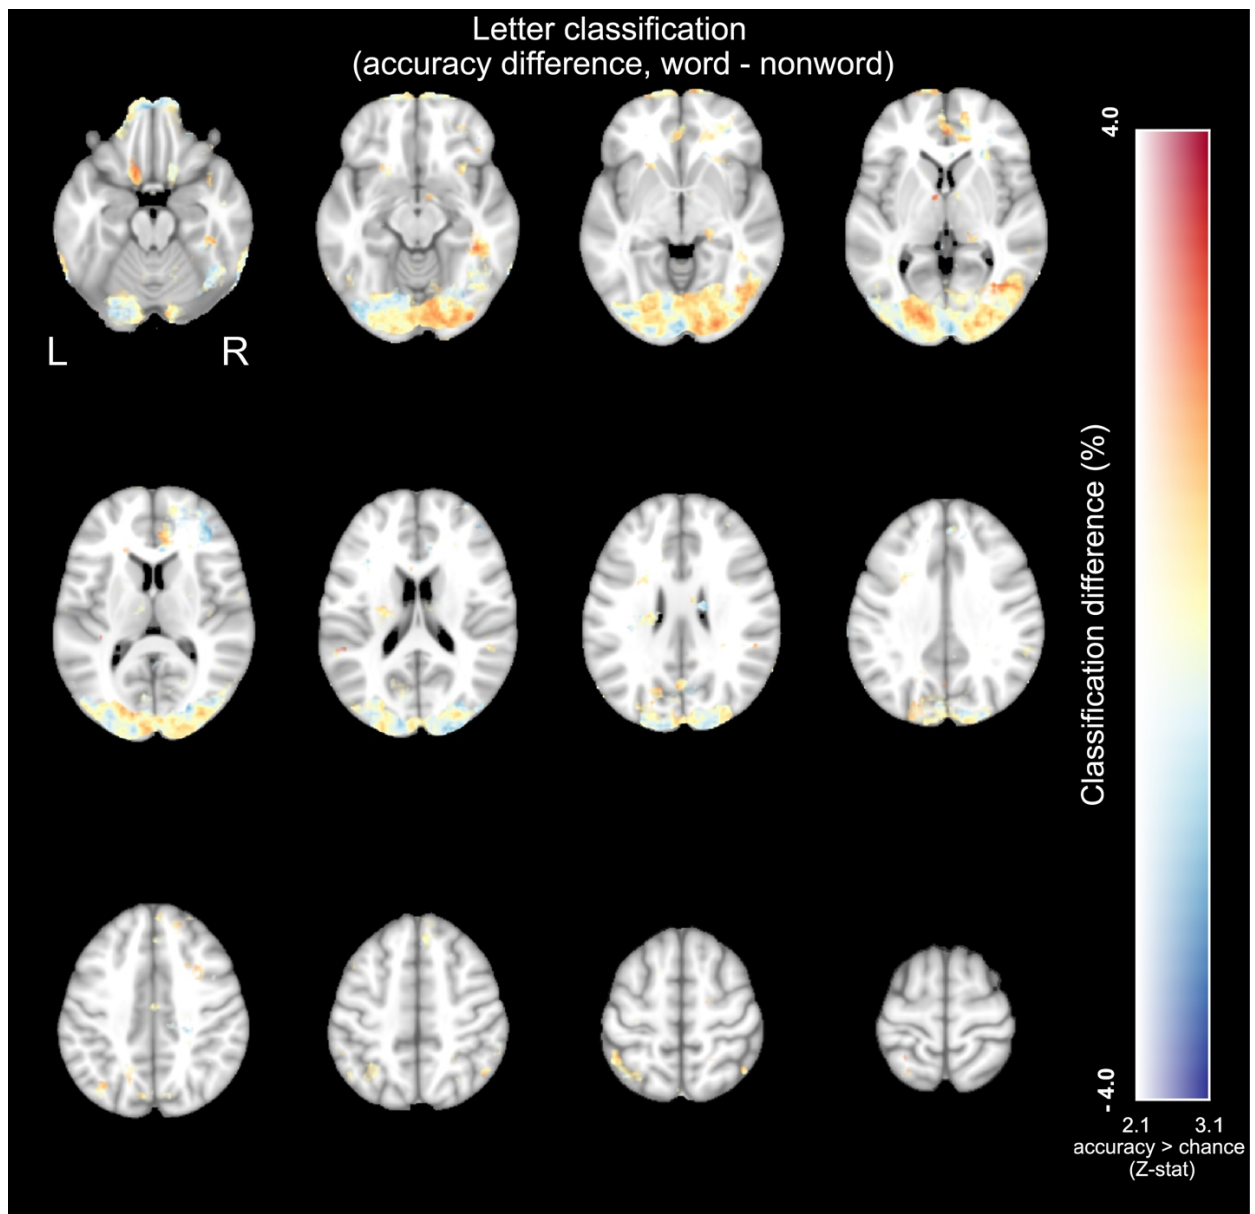 Letter classification
(accuracy difference, word - nonword)
L
R
4.0
Classification difference (%)
- 4.0
2.1
3.1
accuracy > chance
(Z-stat)